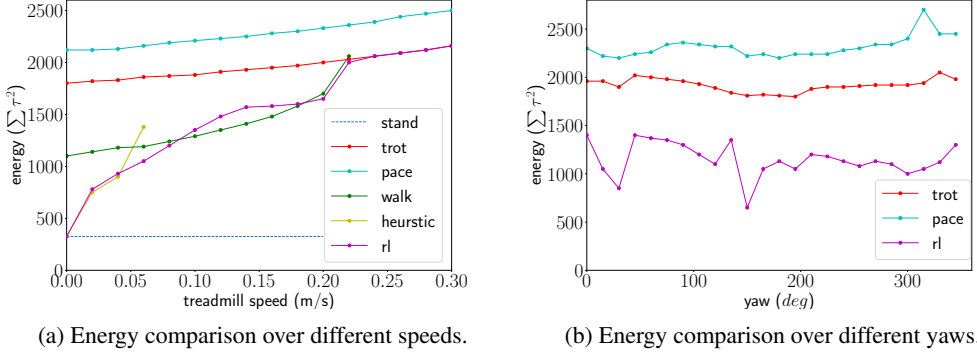 2500
2000
1500
1000
500
0
energy (∑τ²)
0.00 0.05 0.10 0.15 0.20 0.25 0.30
treadmill speed (m/s)
stand
trot
pace
walk
heurstic
rl
(a) Energy comparison over different speeds.
2500
2000
1500
1000
500
0
energy (∑τ²)
0 100 200 300
yaw (deg)
trot
pace
rl
(b) Energy comparison over different yaws